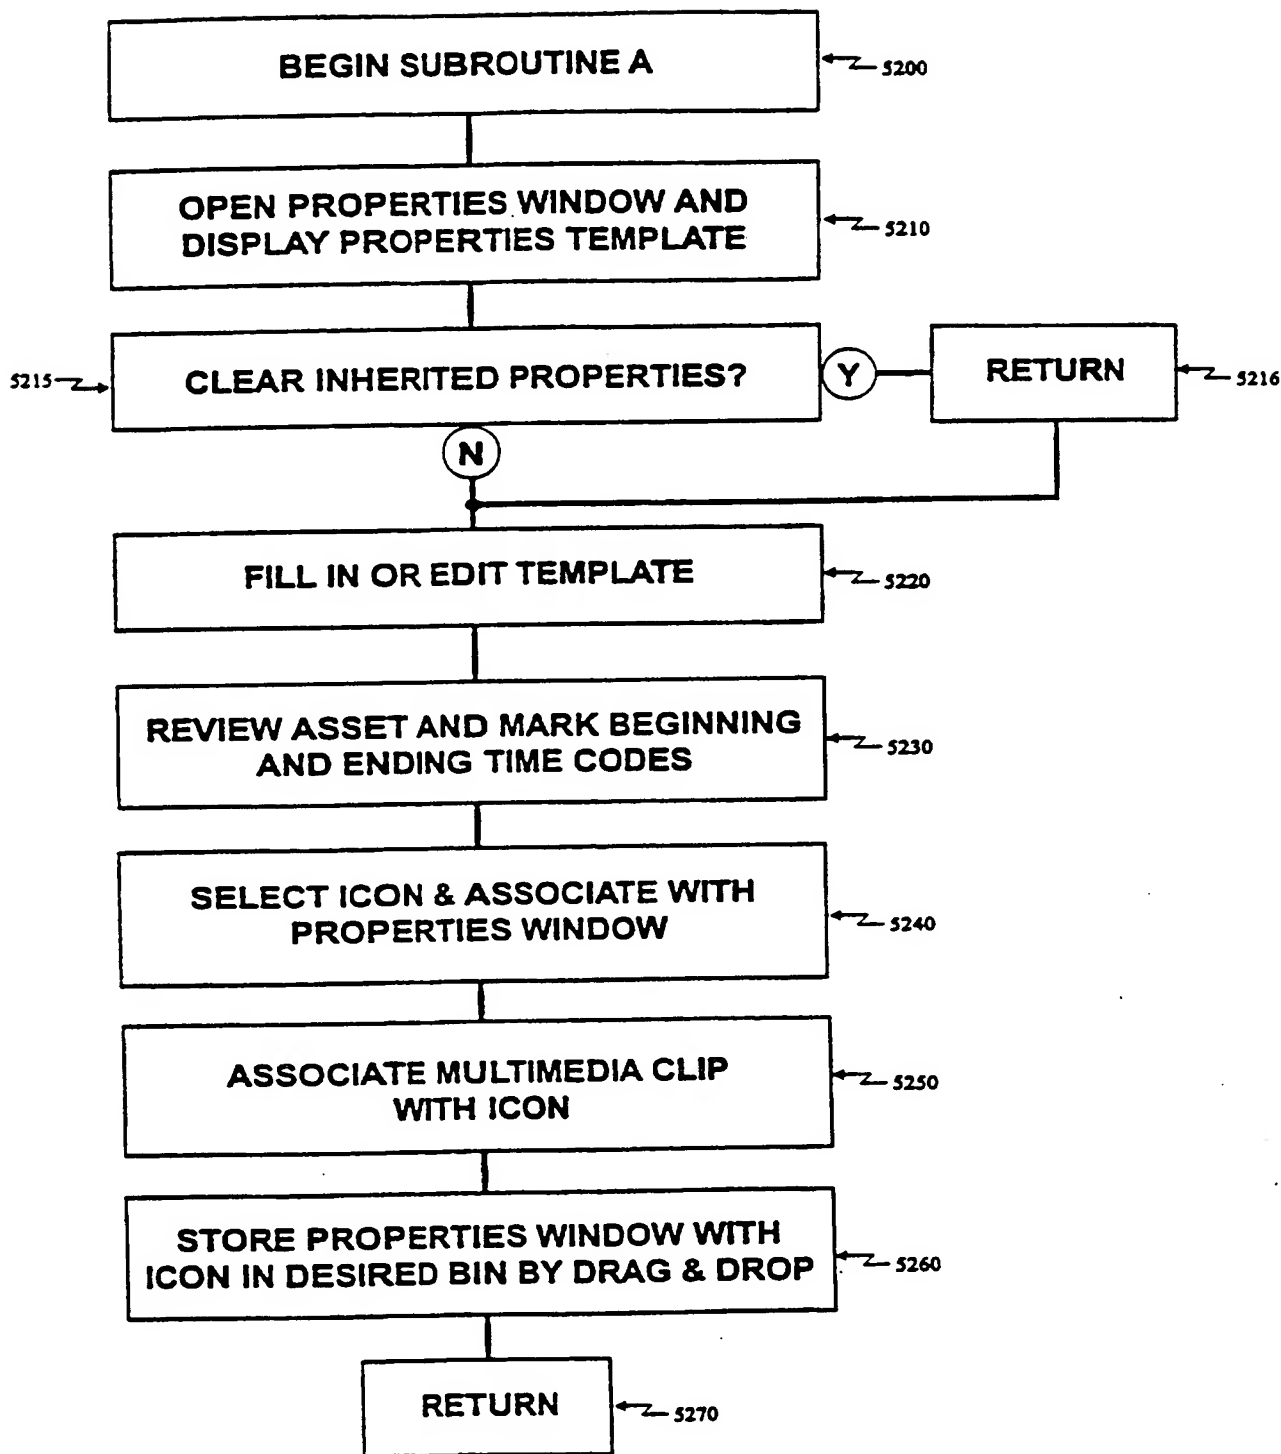 BEGIN SUBROUTINE A
5200
OPEN PROPERTIES WINDOW AND
DISPLAY PROPERTIES TEMPLATE
5210
5215
CLEAR INHERITED PROPERTIES?
Y
RETURN
5216
N
FILL IN OR EDIT TEMPLATE
5220
REVIEW ASSET AND MARK BEGINNING
AND ENDING TIME CODES
5230
SELECT ICON & ASSOCIATE WITH
PROPERTIES WINDOW
5240
ASSOCIATE MULTIMEDIA CLIP
WITH ICON
5250
STORE PROPERTIES WINDOW WITH
ICON IN DESIRED BIN BY DRAG & DROP
5260
RETURN
5270